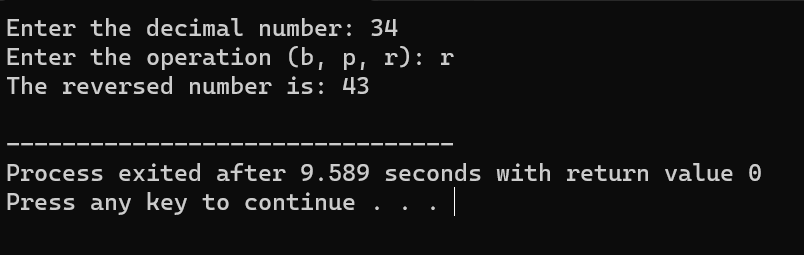 Enter the decimal number: 34
Enter the operation (b, p, r): r
The reversed number is: 43
--------------------------------
Process exited after 9.589 seconds with return value 0
Press any key to continue . . .